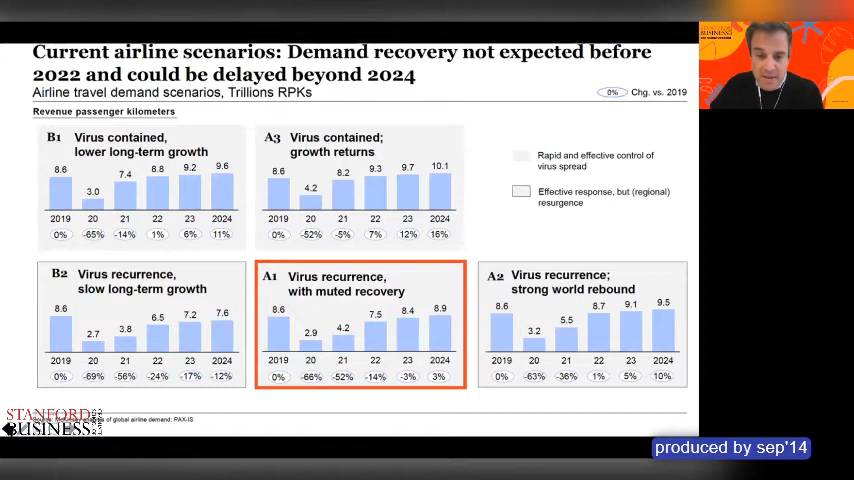 Current airline scenarios: Demand recovery not expected before
2022 and could be delayed beyond 2024
Airline travel demand scenarios, Trillions RPKs
0% Chg. vs. 2019
Revenue passenger kilometers
B1 Virus contained,
lower long-term growth
8.6 3.0 7.4 8.8 9.2 9.6
2019 20 21 22 23 2024
0% -65% -14% 1% 6% 11%
A3 Virus contained;
growth returns
8.6 4.2 8.2 9.3 9.7 10.1
2019 20 21 22 23 2024
0% -52% -5% 7% 12% 16%
Rapid and effective control of
virus spread
Effective response, but (regional)
resurgence
B2 Virus recurrence,
slow long-term growth
8.6 2.7 3.8 6.5 7.2 7.6
2019 20 21 22 23 2024
0% -69% -56% -24% -17% -12%
A1 Virus recurrence,
with muted recovery
8.6 2.9 4.2 7.5 8.4 8.9
2019 20 21 22 23 2024
0% -66% -52% -14% -3% 3%
A2 Virus recurrence;
strong world rebound
8.6 3.2 5.5 8.7 9.1 9.5
2019 20 21 22 23 2024
0% -63% -36% 1% 5% 10%
STANFORD
BUSINESS
of global airline demand; PAX-IS
produced by sep'14